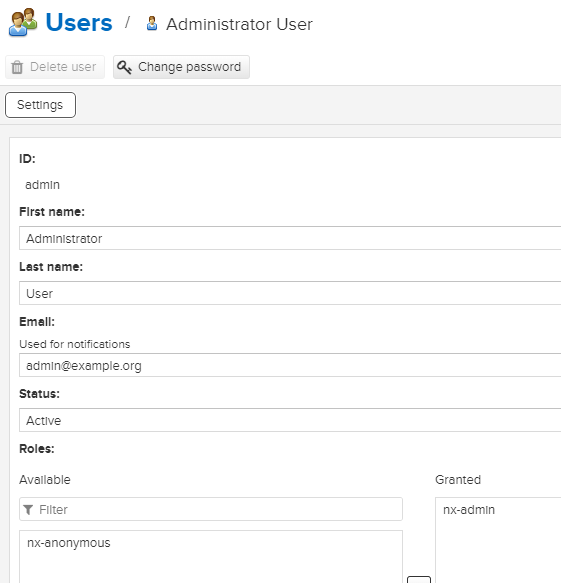 Users / Administrator User
Delete user Change password
Settings
ID:
admin
First name:
Administrator
Last name:
User
Email:
Used for notifications
admin@example.org
Status:
Active
Roles:
Available Granted
Filter nx-admin
nx-anonymous